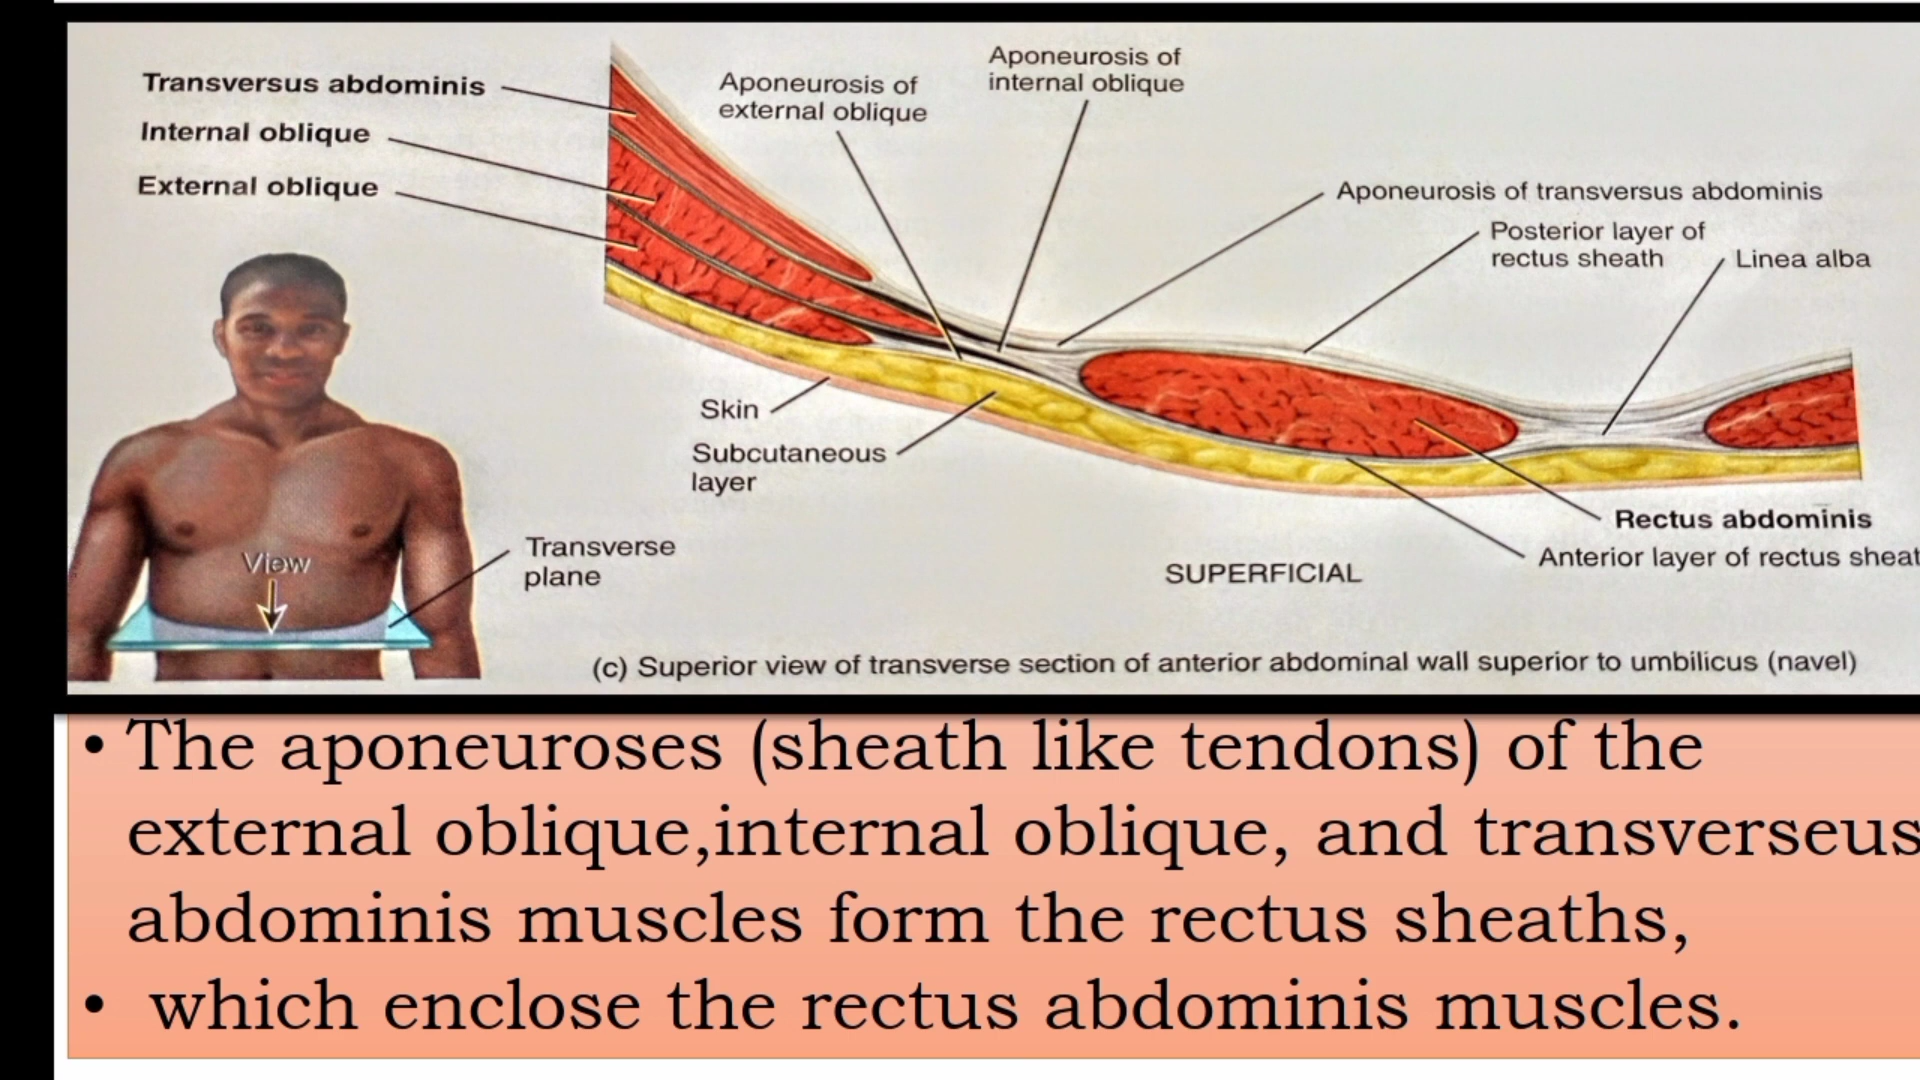 Transversus abdominis
Internal oblique
External oblique
Aponeurosis of
external oblique
Aponeurosis of
internal oblique
Aponeurosis of transversus abdominis
Posterior layer of
rectus sheath
Linea alba
Skin
Subcutaneous
layer
View
Transverse
plane
Rectus abdominis
Anterior layer of rectus sheat
SUPERFICIAL
(c) Superior view of transverse section of anterior abdominal wall superior to umbilicus (navel)
• The aponeuroses (sheath like tendons) of the
external oblique,internal oblique, and transverseus
abdominis muscles form the rectus sheaths,
• which enclose the rectus abdominis muscles.